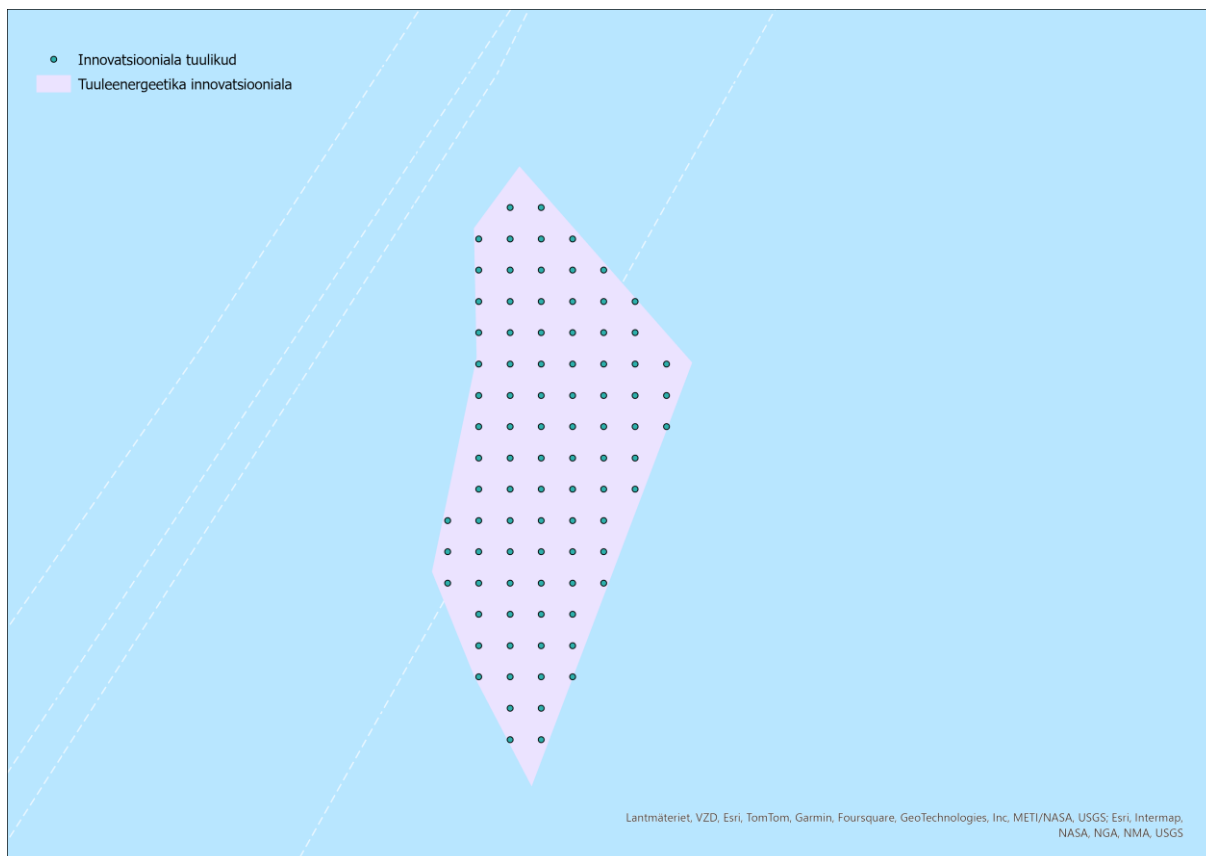 Innovatsiooniala tuulikud
Tuuleenergeetika innovatsiooniala
Lantmäteriet, VZD, Esri, TomTom, Garmin, Foursquare, GeoTechnologies, Inc, METI/NASA, USGS; Esri, Intermap,
NASA, NGA, NMA, USGS